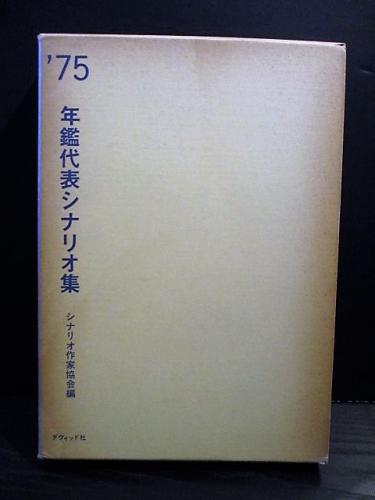 '75
年鑑代表シナリオ集
シナリオ作家協会編
ダヴィッド社